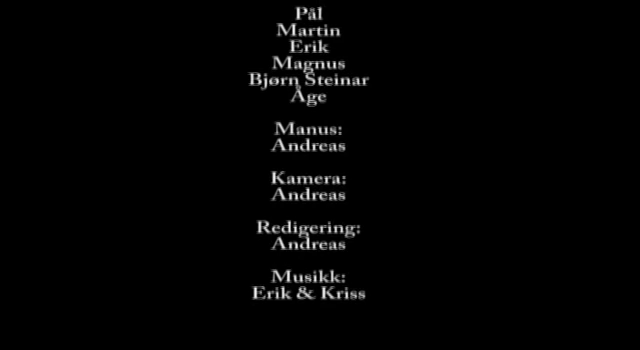 Pål
Martin
Erik
Magnus
Bjørn Steinar
Åge
Manus:
Andreas
Kamera:
Andreas
Redigering:
Andreas
Musikk:
Erik & Kriss